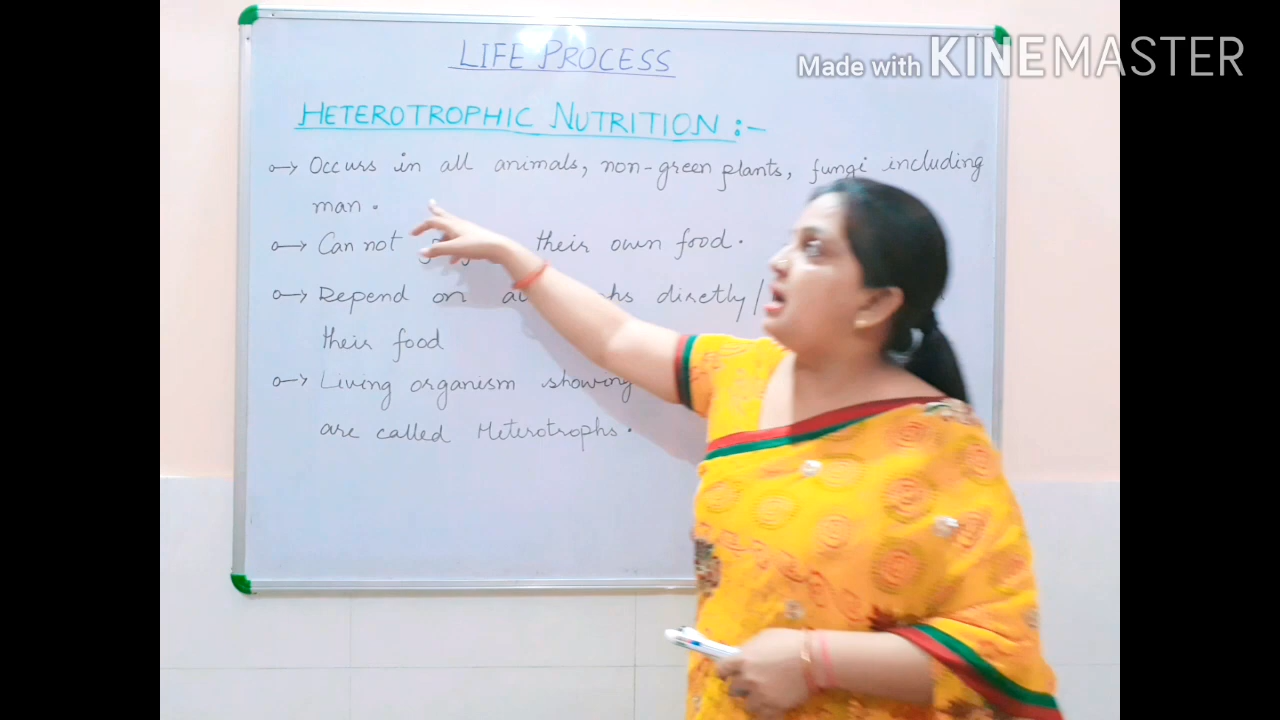 LIFE PROCESS
Made with KINEMASTER
HETEROTROPHIC NUTRITION :-
→ Occurs in all animals, non-green plants, fungi including
man.
→ Can not their own food.
→ Depend on directly/
their food
→ Living organism showing
are called Heterotrophs.